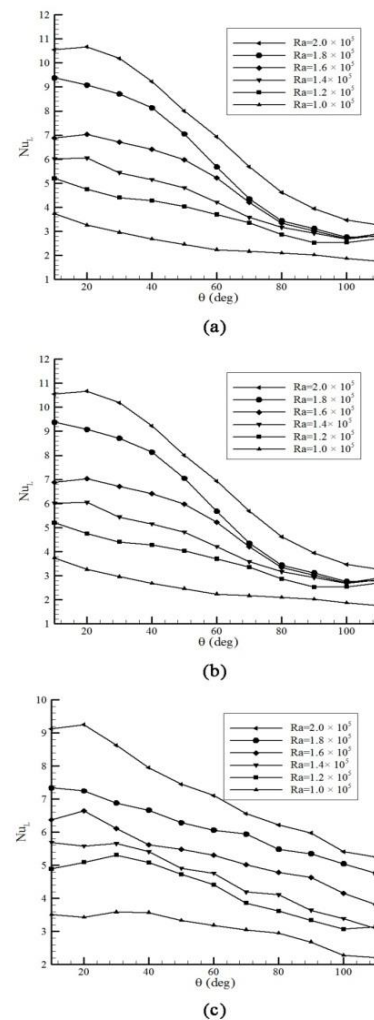 12
11
10
9
8
7
6
5
4
3
2
1
Nu_L
Ra=2.0 × 10⁵
Ra=1.8 × 10⁵
Ra=1.6 × 10⁵
Ra=1.4× 10⁵
Ra=1.2 × 10⁵
Ra=1.0 × 10⁵
20 40 60 80 100
θ (deg)
(a)
12
11
10
9
8
7
6
5
4
3
2
1
Nu_L
Ra=2.0 × 10⁵
Ra=1.8 × 10⁵
Ra=1.6 × 10⁵
Ra=1.4× 10⁵
Ra=1.2 × 10⁵
Ra=1.0 × 10⁵
20 40 60 80 100
θ (deg)
(b)
10
9
8
7
6
5
4
3
2
Nu_L
Ra=2.0 × 10⁵
Ra=1.8 × 10⁵
Ra=1.6 × 10⁵
Ra=1.4× 10⁵
Ra=1.2 × 10⁵
Ra=1.0 × 10⁵
20 40 60 80 100
θ (deg)
(c)